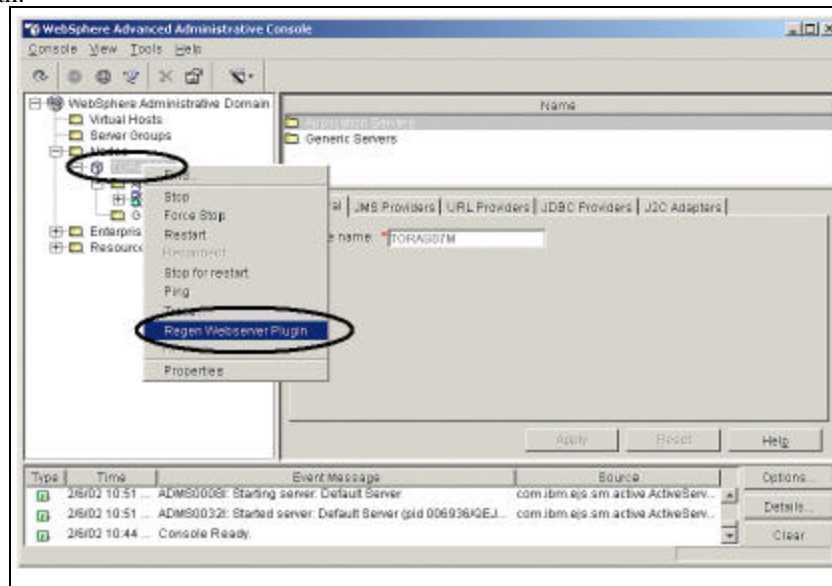 WebSphere Advanced Administrative Console
Console View Tools Help
WebSphere Administrative Domain
Virtual Hosts
Server Groups
Nodes
Enterpris
Resource
Name
Application Servers
Generic Servers
Stop
Force Stop
Restart
Reconnect
Stop for restart
Ping
Trace
Regen Webserver Plugin
Properties
al JMS Providers URL Providers JDBC Providers J2C Adapters
e name: *TORAS07M
Apply Reset Help
Type Time Event Message Source Options...
2/6/02 10:51 ... ADMS0008I: Starting server: Default Server com.ibm.ejs.sm.active.ActiveServ...
2/6/02 10:51 ... ADMS0032I: Started server: Default Server (pid 006936/QEJ... com.ibm.ejs.sm.active.ActiveServ...
Details...
2/6/02 10:44 ... Console Ready.
Clear